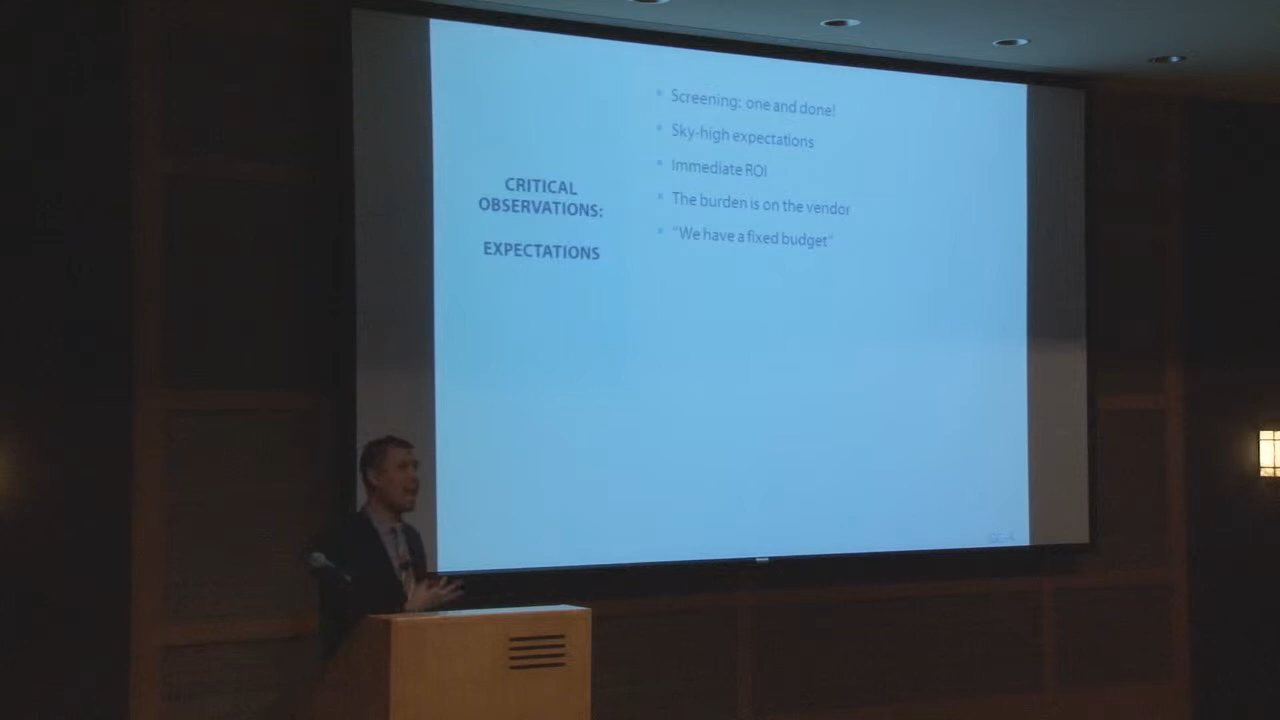 CRITICAL
OBSERVATIONS:
EXPECTATIONS
Screening: one and done!
Sky-high expectations
Immediate ROI
The burden is on the vendor
"We have a fixed budget"